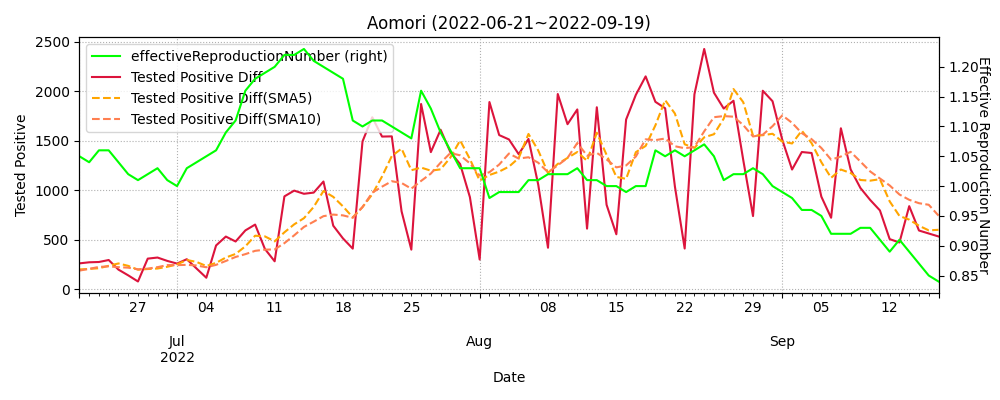 Aomori (2022-06-21~2022-09-19)
effectiveReproductionNumber (right)
Tested Positive Diff
Tested Positive Diff(SMA5)
Tested Positive Diff(SMA10)
Tested Positive
2500
2000
1500
1000
500
0
Effective Reproduction Number
1.20
1.15
1.10
1.05
1.00
0.95
0.90
0.85
27 04 11 18 25 08 15 22 29 05 12
Jul Aug Sep
2022
Date